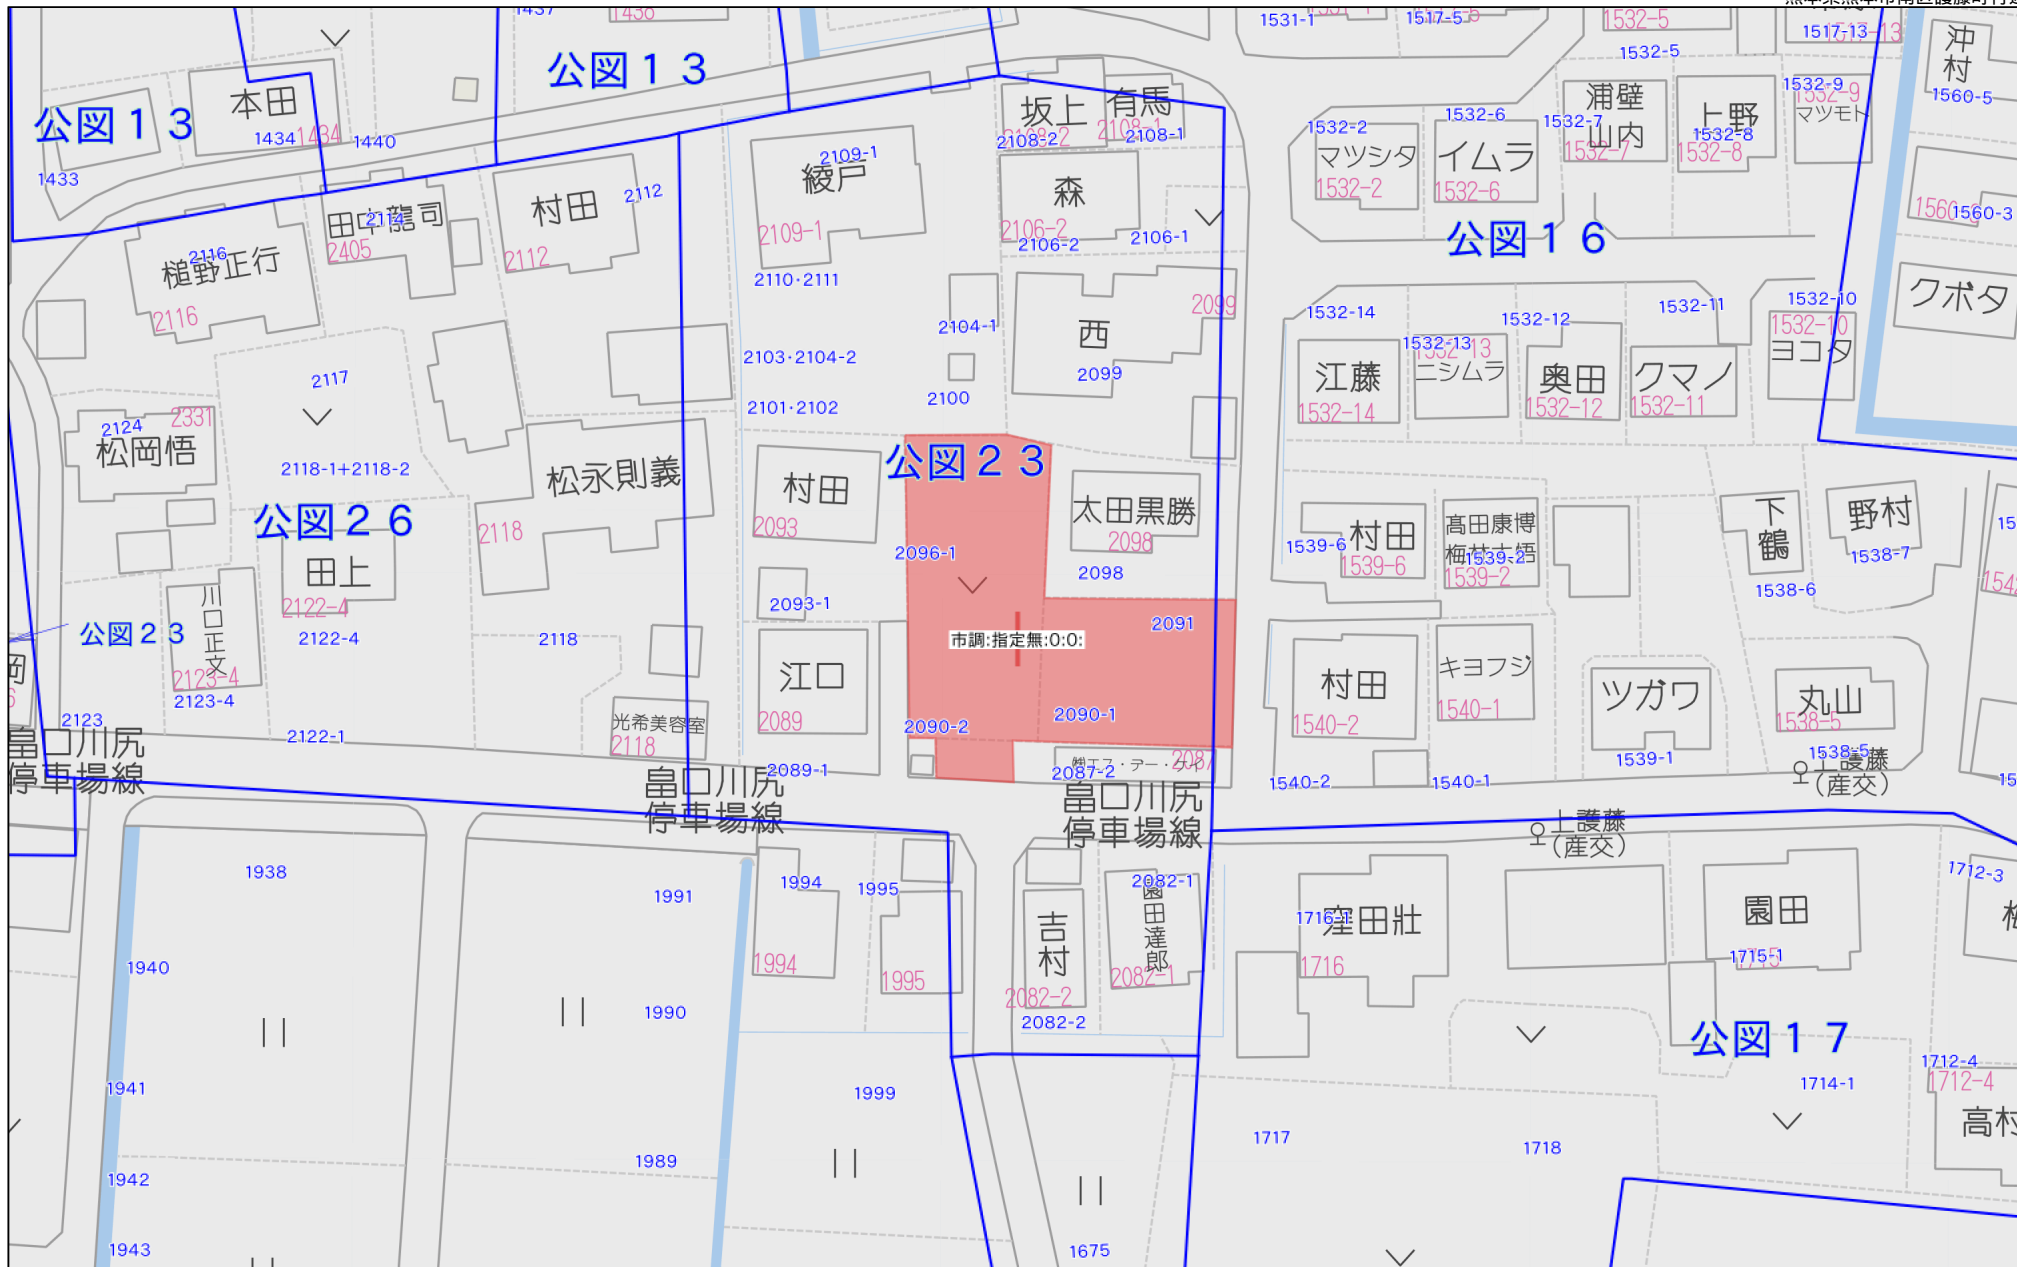 公図１３
公図１３
本田
1434
1434
1440
1433
1438
坂上
有馬
2108-2
2108-1
2108-2
2108-1
1531-1
1517-5
1532-5
1532-5
1517-13
沖村
1560-5
1532-9
1532-9
マツモト
浦壁
山内
1532-7
1532-7
上野
1532-8
1532-8
1532-2
マツシタ
1532-2
1532-6
イムラ
1532-6
公図１６
1560-3
クボタ
槌野正行
2116
2116
田中龍司
2114
2405
村田
2112
2112
綾戸
2109-1
2109-1
森
2106-2
2106-2
2106-1
2110・2111
2104-1
2103・2104-2
2101・2102
2100
西
2099
2099
1532-14
江藤
1532-14
1532-13
1532-13
ニシムラ
1532-12
奥田
1532-12
1532-11
クマノ
1532-11
1532-10
1532-10
ヨコタ
2117
2124
2331
松岡悟
2118-1+2118-2
公図２６
松永則義
2118
田上
2122-4
2122-4
川口正文
2123-4
2123-4
公図２３
2123
2122-1
2118
光希美容室
2118
公図２３
村田
2093
2093-1
2096-1
太田黒勝
2098
2098
2091
市調:指定無:0:0:
江口
2089
2089-1
2090-2
2090-1
2087-2
2087
1539-6
村田
1539-6
髙田康博
1539-2
1539-2
下鶴
1538-6
野村
1538-7
村田
1540-2
1540-2
キヨフジ
1540-1
1540-1
ツガワ
1539-1
丸山
1538-5
1538-5
上護藤
（産交）
上護藤
（産交）
畠口川尻
停車場線
畠口川尻
停車場線
畠口川尻
停車場線
1938
1940
1941
1942
1943
1991
1990
1989
1994
1994
1995
1995
1999
吉村
2082-2
2082-2
園田達郎
2082-1
2082-1
1675
1716-1
窪田壯
1716
園田
1715-1
1715
1712-3
公図１７
1712-4
1712-4
1714-1
高村
1717
1718